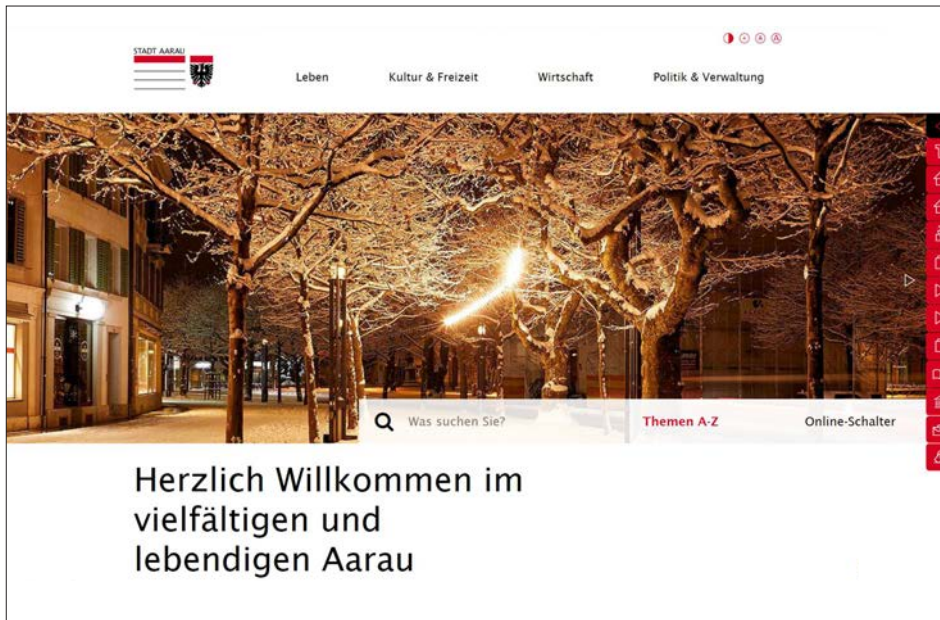 STADT AARAU
Leben Kultur & Freizeit Wirtschaft Politik & Verwaltung
Was suchen Sie? Themen A-Z Online-Schalter
Herzlich Willkommen im
vielfältigen und
lebendigen Aarau